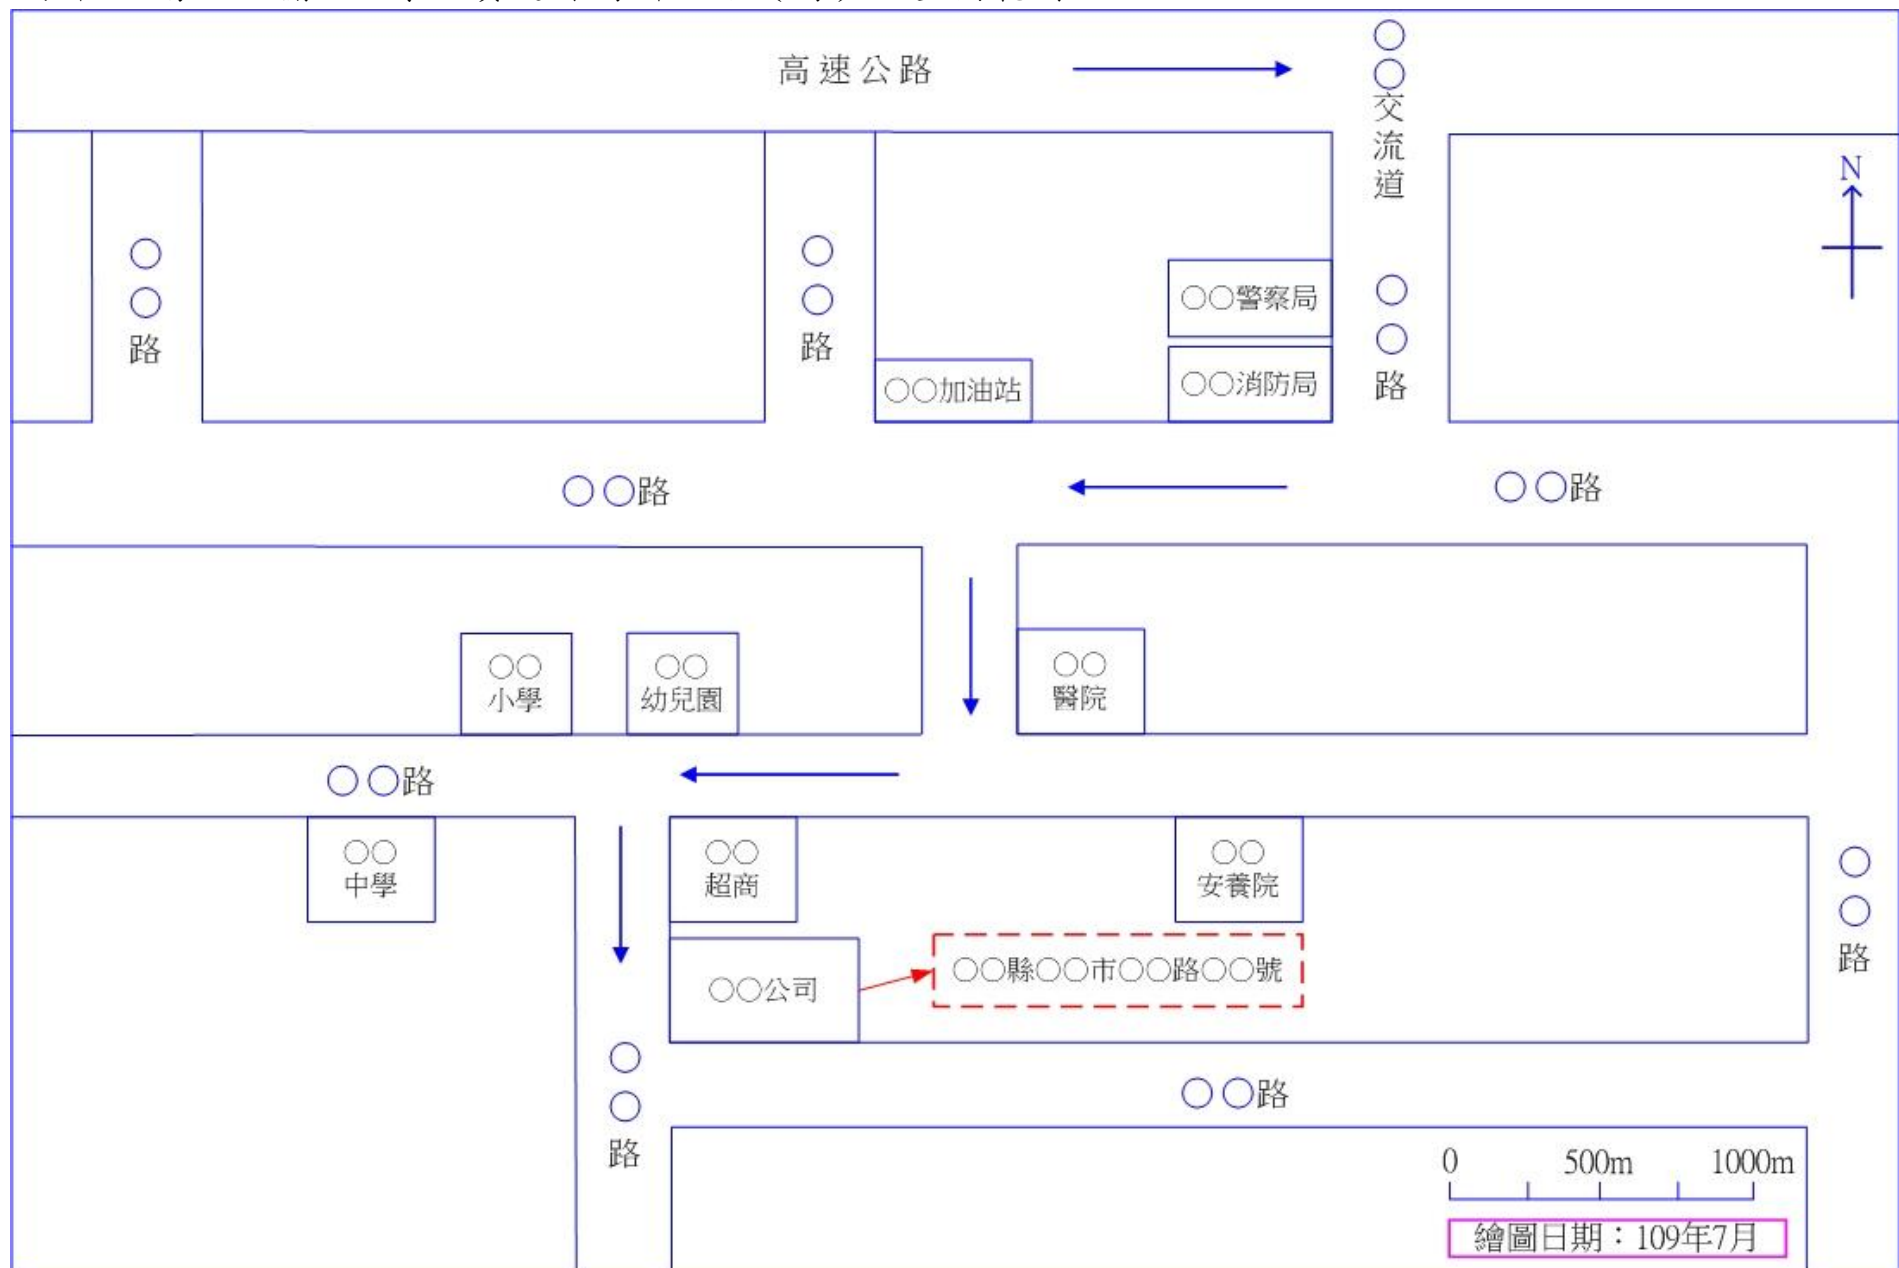 高速公路
○○交流道
N
○○路
○○路
○○路
○○警察局
○○消防局
○○加油站
○○路
○○路
○○
小學
○○
幼兒園
○○
醫院
○○路
○○
中學
○○
超商
○○
安養院
○○路
○○公司
○○縣○○市○○路○○號
○○路
○○路
0 500m 1000m
繪圖日期：109年7月